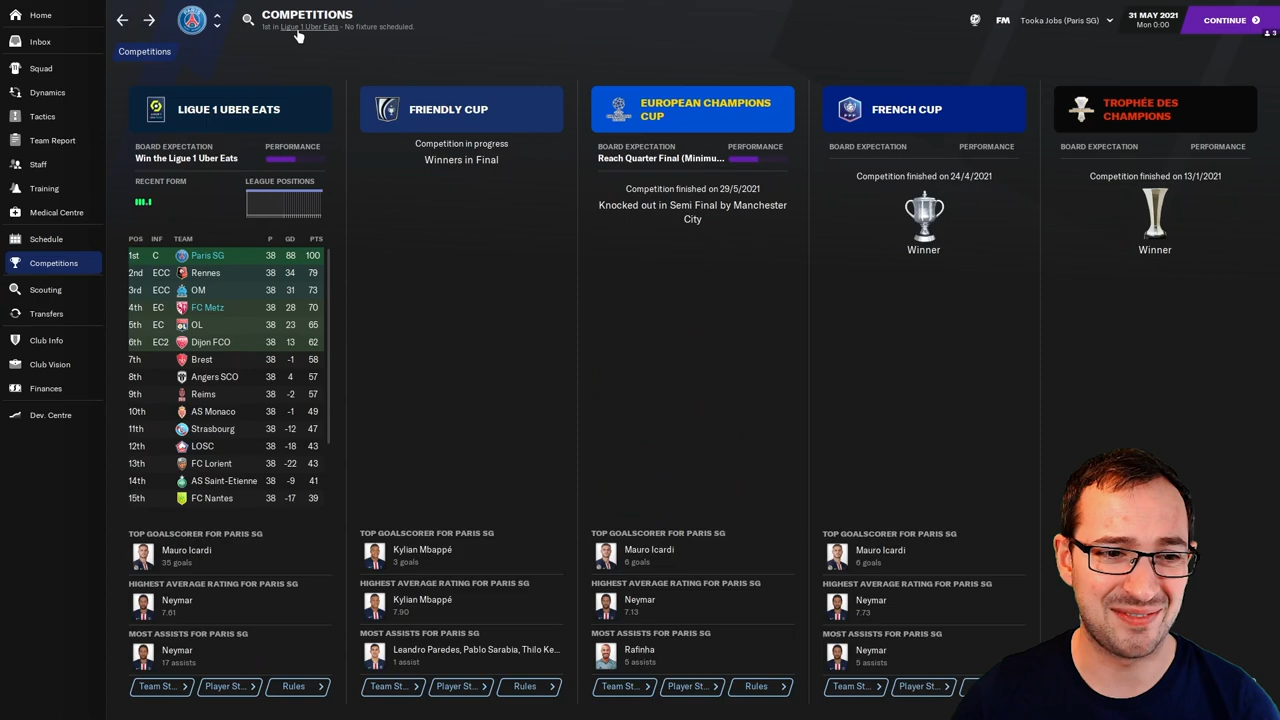 COMPETITIONS
1st in Ligue 1 Uber Eats - No fixture scheduled.
FM
Tooka Jobs (Paris SG)
31 MAY 2021
Mon 0:00
CONTINUE
3
Home
Inbox
Squad
Dynamics
Tactics
Team Report
Staff
Training
Medical Centre
Schedule
Competitions
Scouting
Transfers
Club Info
Club Vision
Finances
Dev. Centre
Competitions
LIGUE 1 UBER EATS
BOARD EXPECTATION PERFORMANCE
Win the Ligue 1 Uber Eats
RECENT FORM LEAGUE POSITIONS
POS INF TEAM P GD PTS
1st C Paris SG 38 88 100
2nd ECC Rennes 38 34 79
3rd ECC OM 38 31 73
4th EC FC Metz 38 28 70
5th EC OL 38 23 65
6th EC2 Dijon FCO 38 13 62
7th Brest 38 -1 58
8th Angers SCO 38 4 57
9th Reims 38 -2 57
10th AS Monaco 38 -1 49
11th Strasbourg 38 -12 47
12th LOSC 38 -18 43
13th FC Lorient 38 -22 43
14th AS Saint-Etienne 38 -9 41
15th FC Nantes 38 -17 39
TOP GOALSCORER FOR PARIS SG
Mauro Icardi
35 goals
HIGHEST AVERAGE RATING FOR PARIS SG
Neymar
7.61
MOST ASSISTS FOR PARIS SG
Neymar
17 assists
Team St... Player St... Rules
FRIENDLY CUP
Competition in progress
Winners in Final
TOP GOALSCORER FOR PARIS SG
Kylian Mbappé
3 goals
HIGHEST AVERAGE RATING FOR PARIS SG
Kylian Mbappé
7.90
MOST ASSISTS FOR PARIS SG
Leandro Paredes, Pablo Sarabia, Thilo Ke...
1 assist
Team St... Player St... Rules
EUROPEAN CHAMPIONS
CUP
BOARD EXPECTATION PERFORMANCE
Reach Quarter Final (Minimu...
Competition finished on 29/5/2021
Knocked out in Semi Final by Manchester
City
TOP GOALSCORER FOR PARIS SG
Mauro Icardi
6 goals
HIGHEST AVERAGE RATING FOR PARIS SG
Neymar
7.13
MOST ASSISTS FOR PARIS SG
Rafinha
5 assists
Team St... Player St... Rules
FRENCH CUP
BOARD EXPECTATION PERFORMANCE
Competition finished on 24/4/2021
Winner
TOP GOALSCORER FOR PARIS SG
Mauro Icardi
6 goals
HIGHEST AVERAGE RATING FOR PARIS SG
Neymar
7.73
MOST ASSISTS FOR PARIS SG
Neymar
5 assists
Team St... Player St...
TROPHÉE DES
CHAMPIONS
BOARD EXPECTATION PERFORMANCE
Competition finished on 13/1/2021
Winner